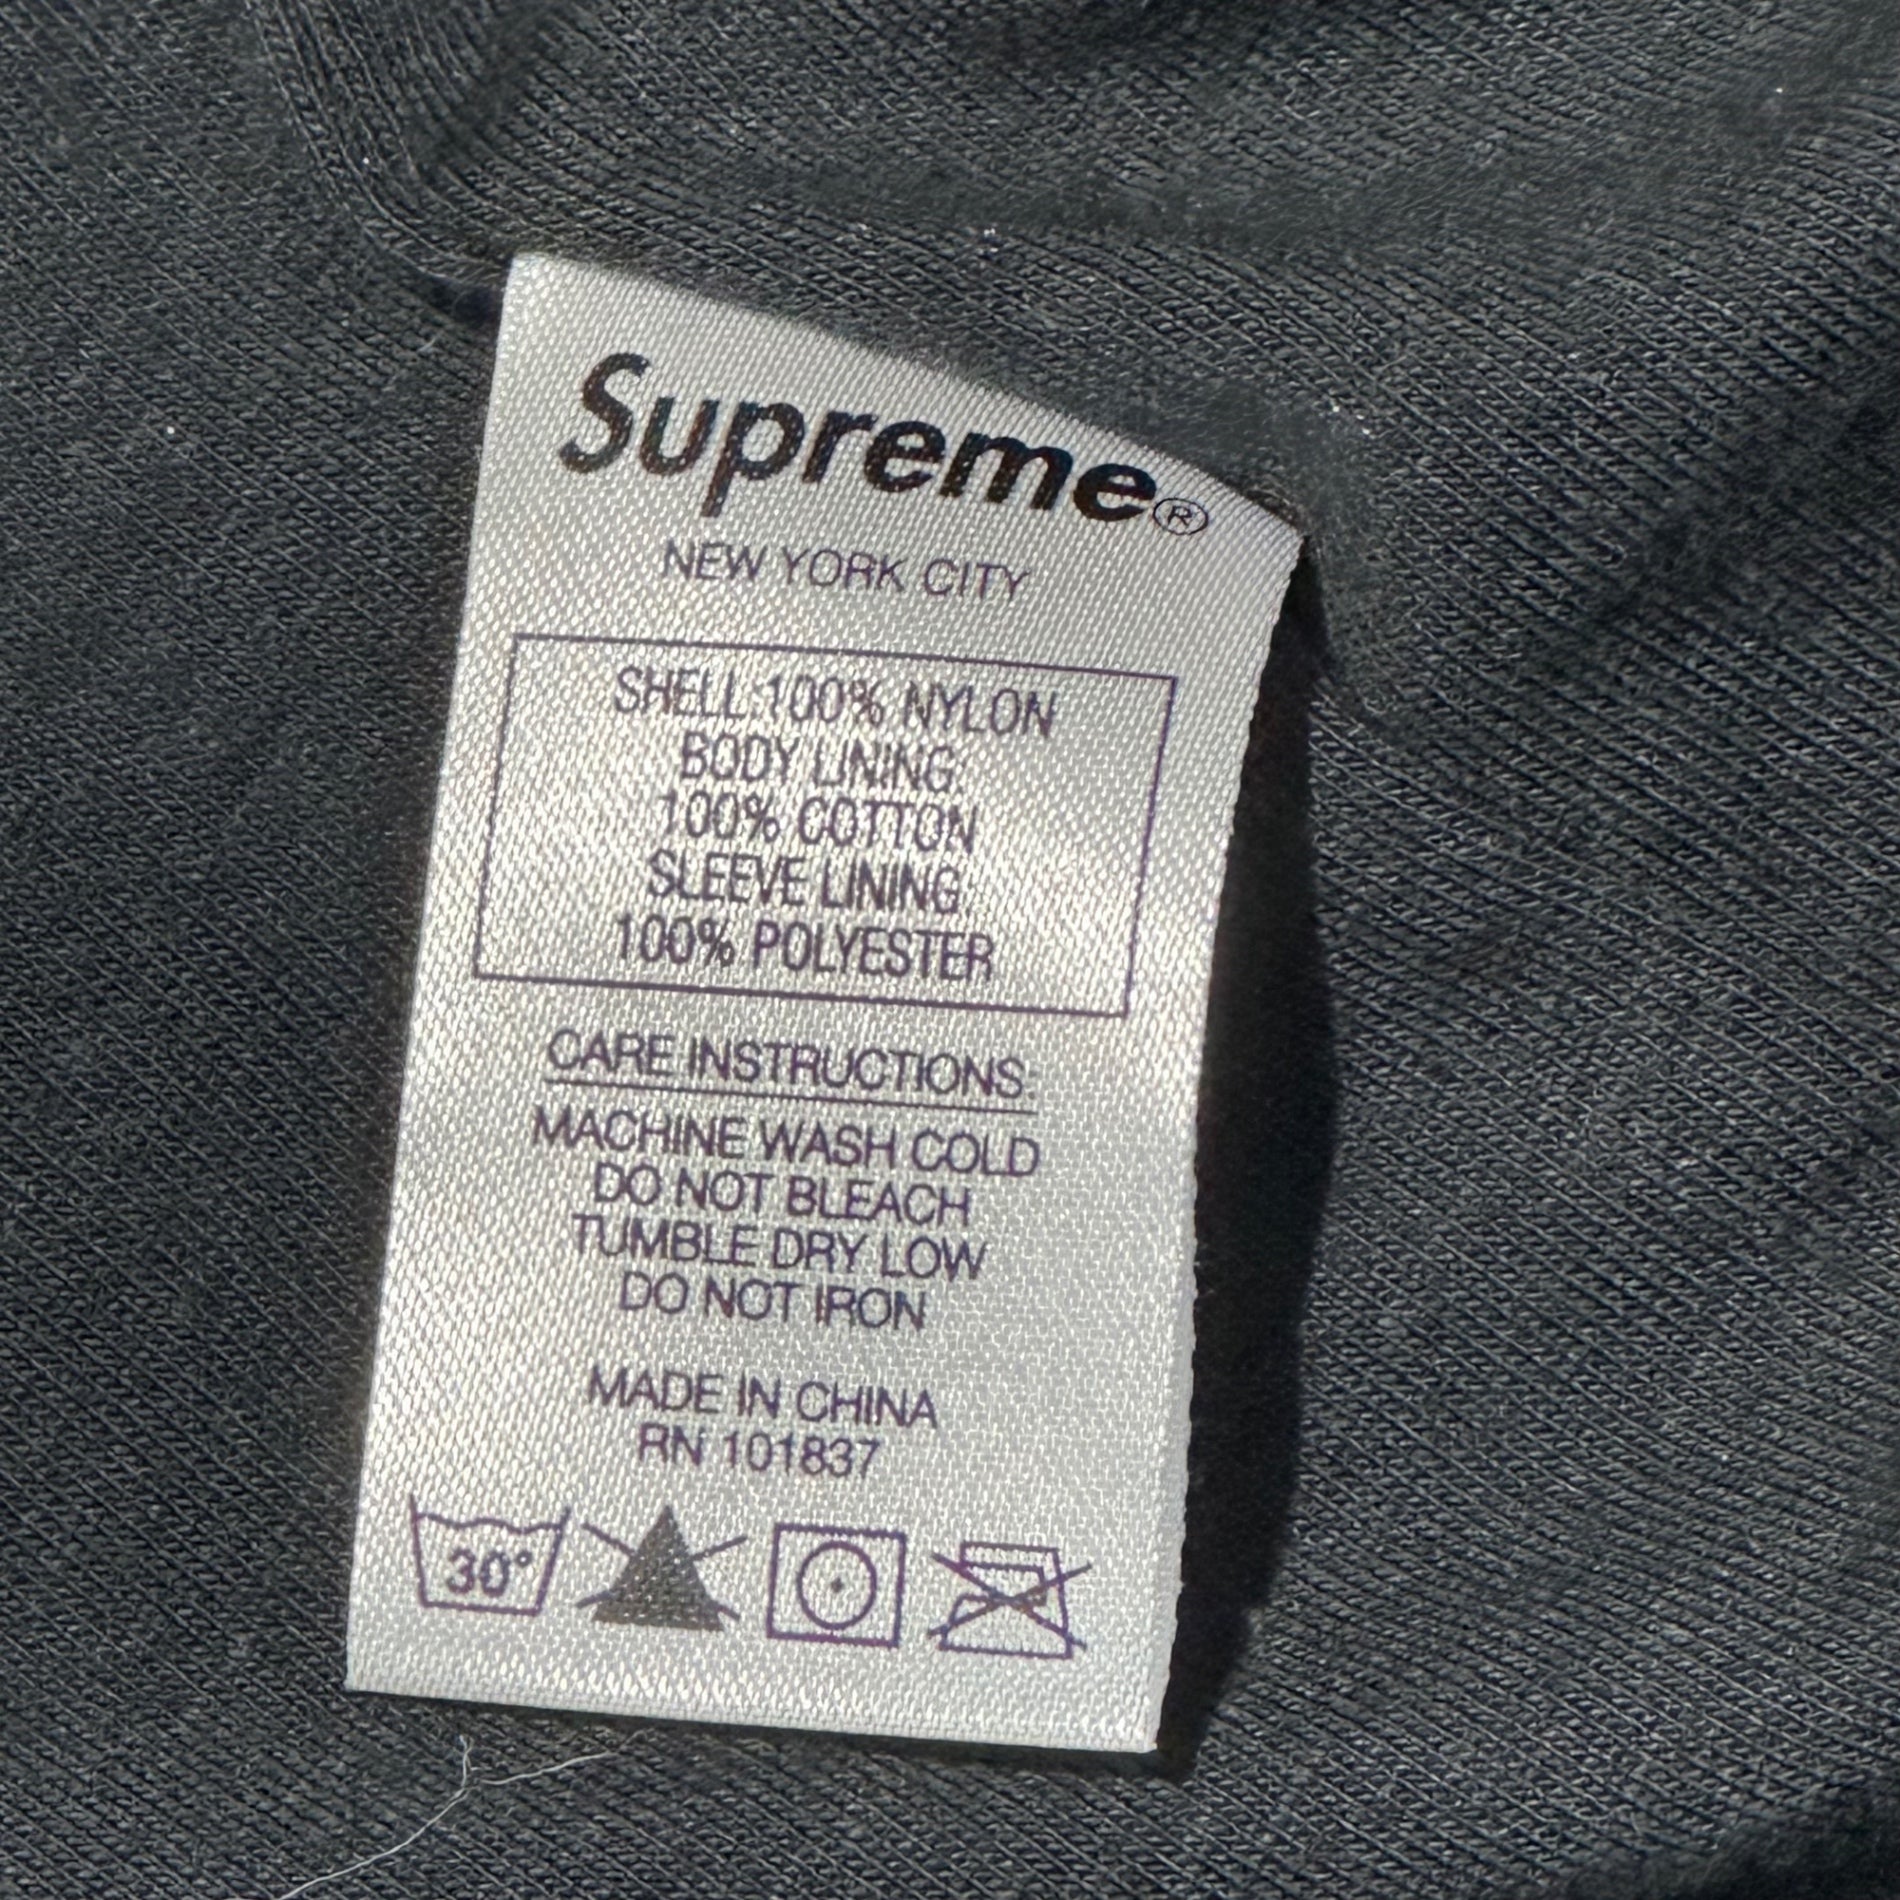 Supreme®
NEW YORK CITY
SHELL:100% NYLON
BODY LINING:
100% COTTON
SLEEVE LINING:
100% POLYESTER
CARE INSTRUCTIONS:
MACHINE WASH COLD
DO NOT BLEACH
TUMBLE DRY LOW
DO NOT IRON
MADE IN CHINA
RN 101837
30°